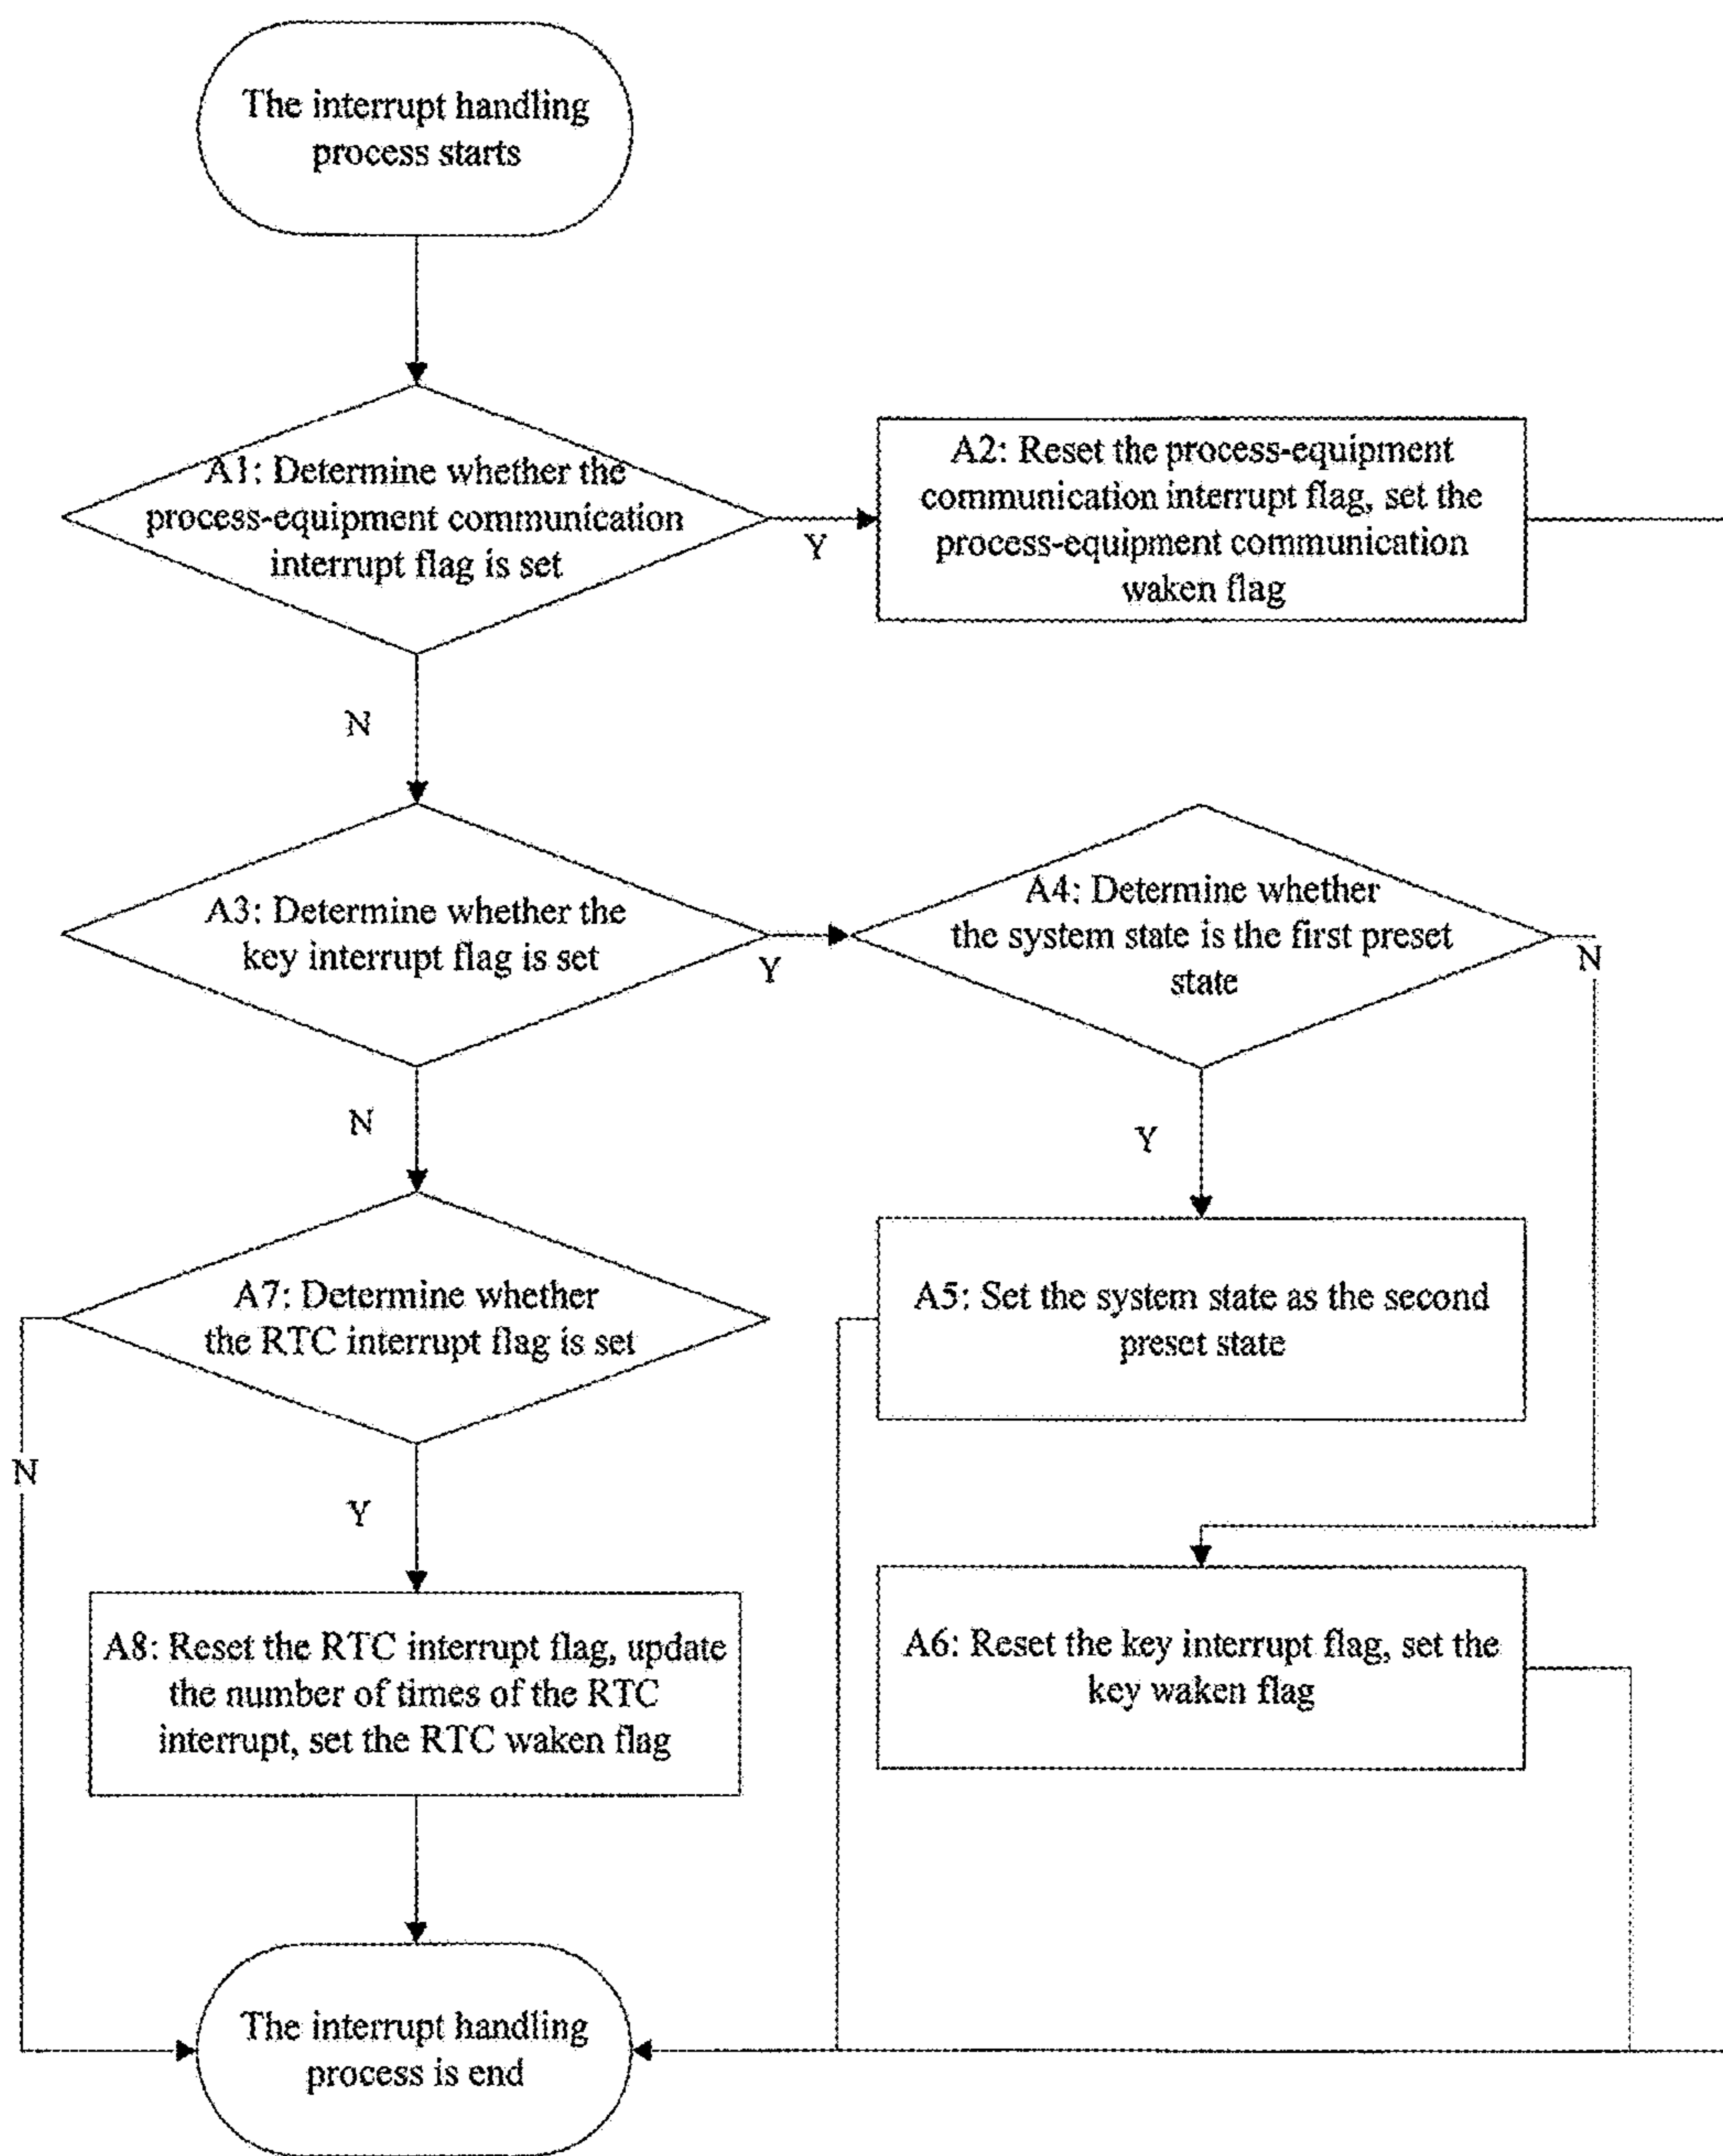 The interrupt handling
process starts
A1: Determine whether the
process-equipment communication
interrupt flag is set
Y
A2: Reset the process-equipment
communication interrupt flag, set the
process-equipment communication
waken flag
N
A3: Determine whether the
key interrupt flag is set
Y
A4: Determine whether
the system state is the first preset
state
N
N
Y
A7: Determine whether
the RTC interrupt flag is set
A5: Set the system state as the second
preset state
N
Y
A8: Reset the RTC interrupt flag, update
the number of times of the RTC
interrupt, set the RTC waken flag
A6: Reset the key interrupt flag, set the
key waken flag
The interrupt handling
process is end